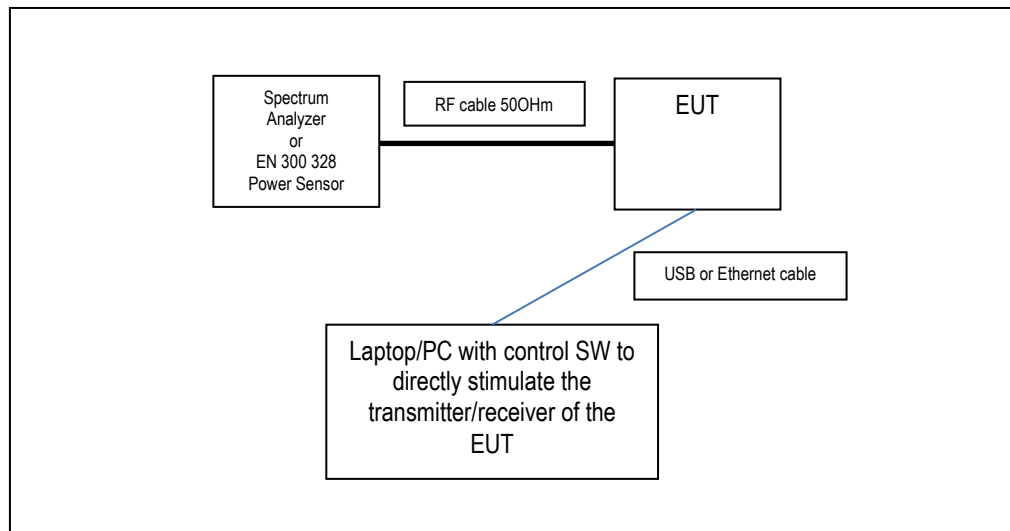 Spectrum
Analyzer
or
EN 300 328
Power Sensor
RF cable 50OHm
EUT
USB or Ethernet cable
Laptop/PC with control SW to
directly stimulate the
transmitter/receiver of the
EUT